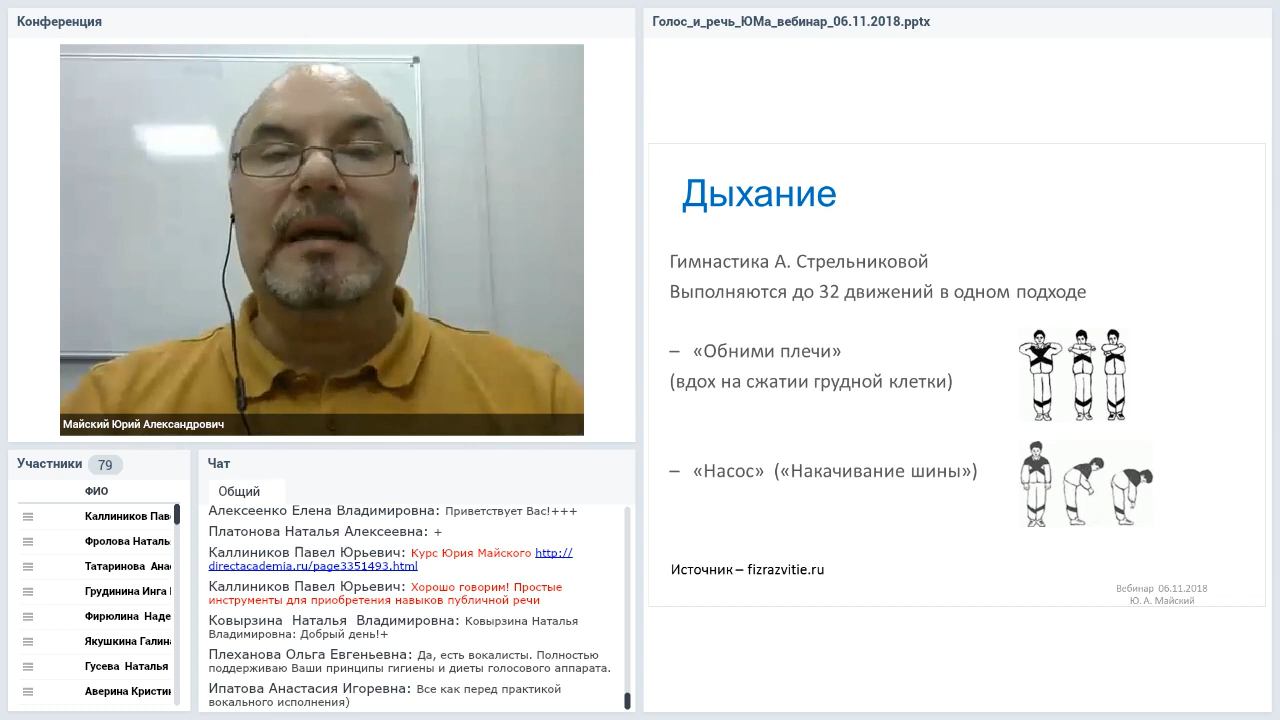 Конференция
Майский Юрий Александрович
Участники 79
ФИО
Каллиников Пав
Фролова Наталь
Татаринова Ана
Грудинина Инга
Фирюлина Наде
Якушкина Галин
Гусева Наталья
Аверина Кристи
Чат
Общий
Алексеенко Елена Владимировна: Приветствует Вас!+++
Платонова Наталья Алексеевна: +
Каллиников Павел Юрьевич: Курс Юрия Майского http://
directacademia.ru/page3351493.html
Каллиников Павел Юрьевич: Хорошо говорим! Простые
инструменты для приобретения навыков публичной речи
Ковырзина Наталья Владимировна: Ковырзина Наталья
Владимировна: Добрый день!+
Плеханова Ольга Евгеньевна: Да, есть вокалисты. Полностью
поддерживаю Ваши принципы гигиены и диеты голосового аппарата.
Ипатова Анастасия Игоревна: Все как перед практикой
вокального исполнения)
Голос_и_речь_ЮМа_вебинар_06.11.2018.pptx
Дыхание
Гимнастика А. Стрельниковой
Выполняются до 32 движений в одном подходе
– «Обними плечи»
(вдох на сжатии грудной клетки)
– «Насос» («Накачивание шины»)
Источник – fizrazvitie.ru
Вебинар 06.11.2018
Ю. А. Майский